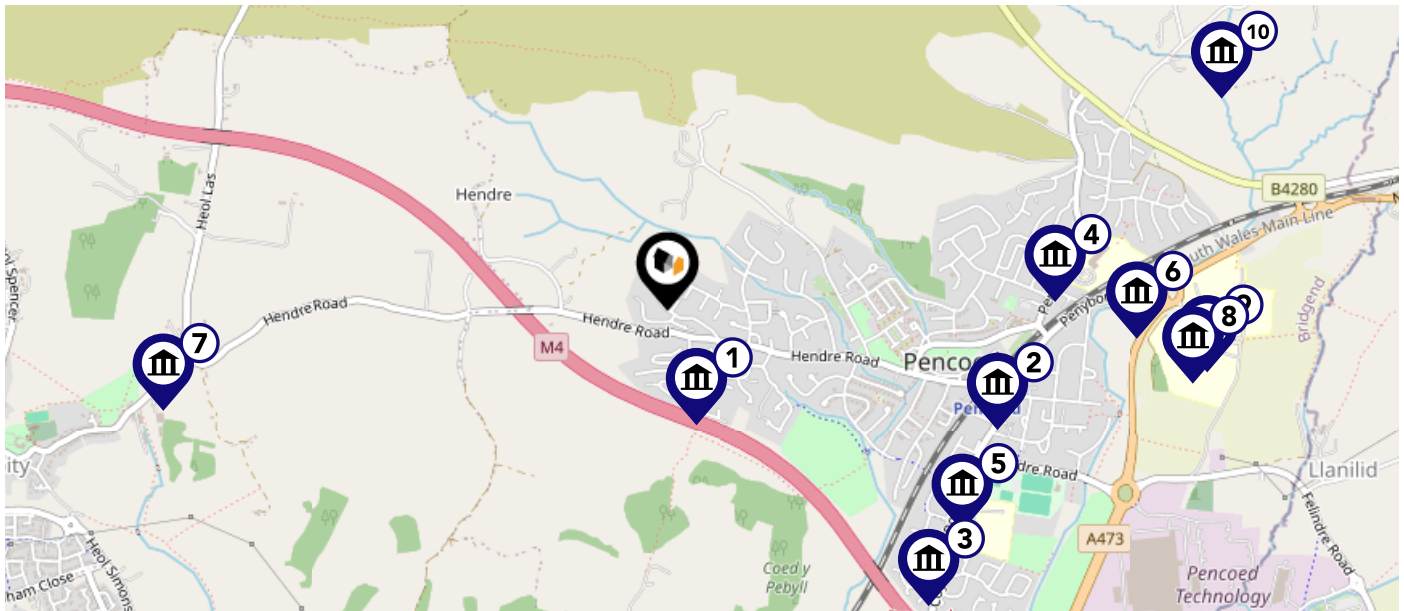 10
B4280
South Wales Main Line
Heol Las
Hendre
4
6
Penybont
Bridgend
9
8
Hendre Road
Hendre Road
M4
Hendre Road
Pencoed
7
1
2
5
Hendre Road
Llanilid
Felindre Road
3
A473
Heol Simons
Coed y
Pebyll
Pencoed
Technology